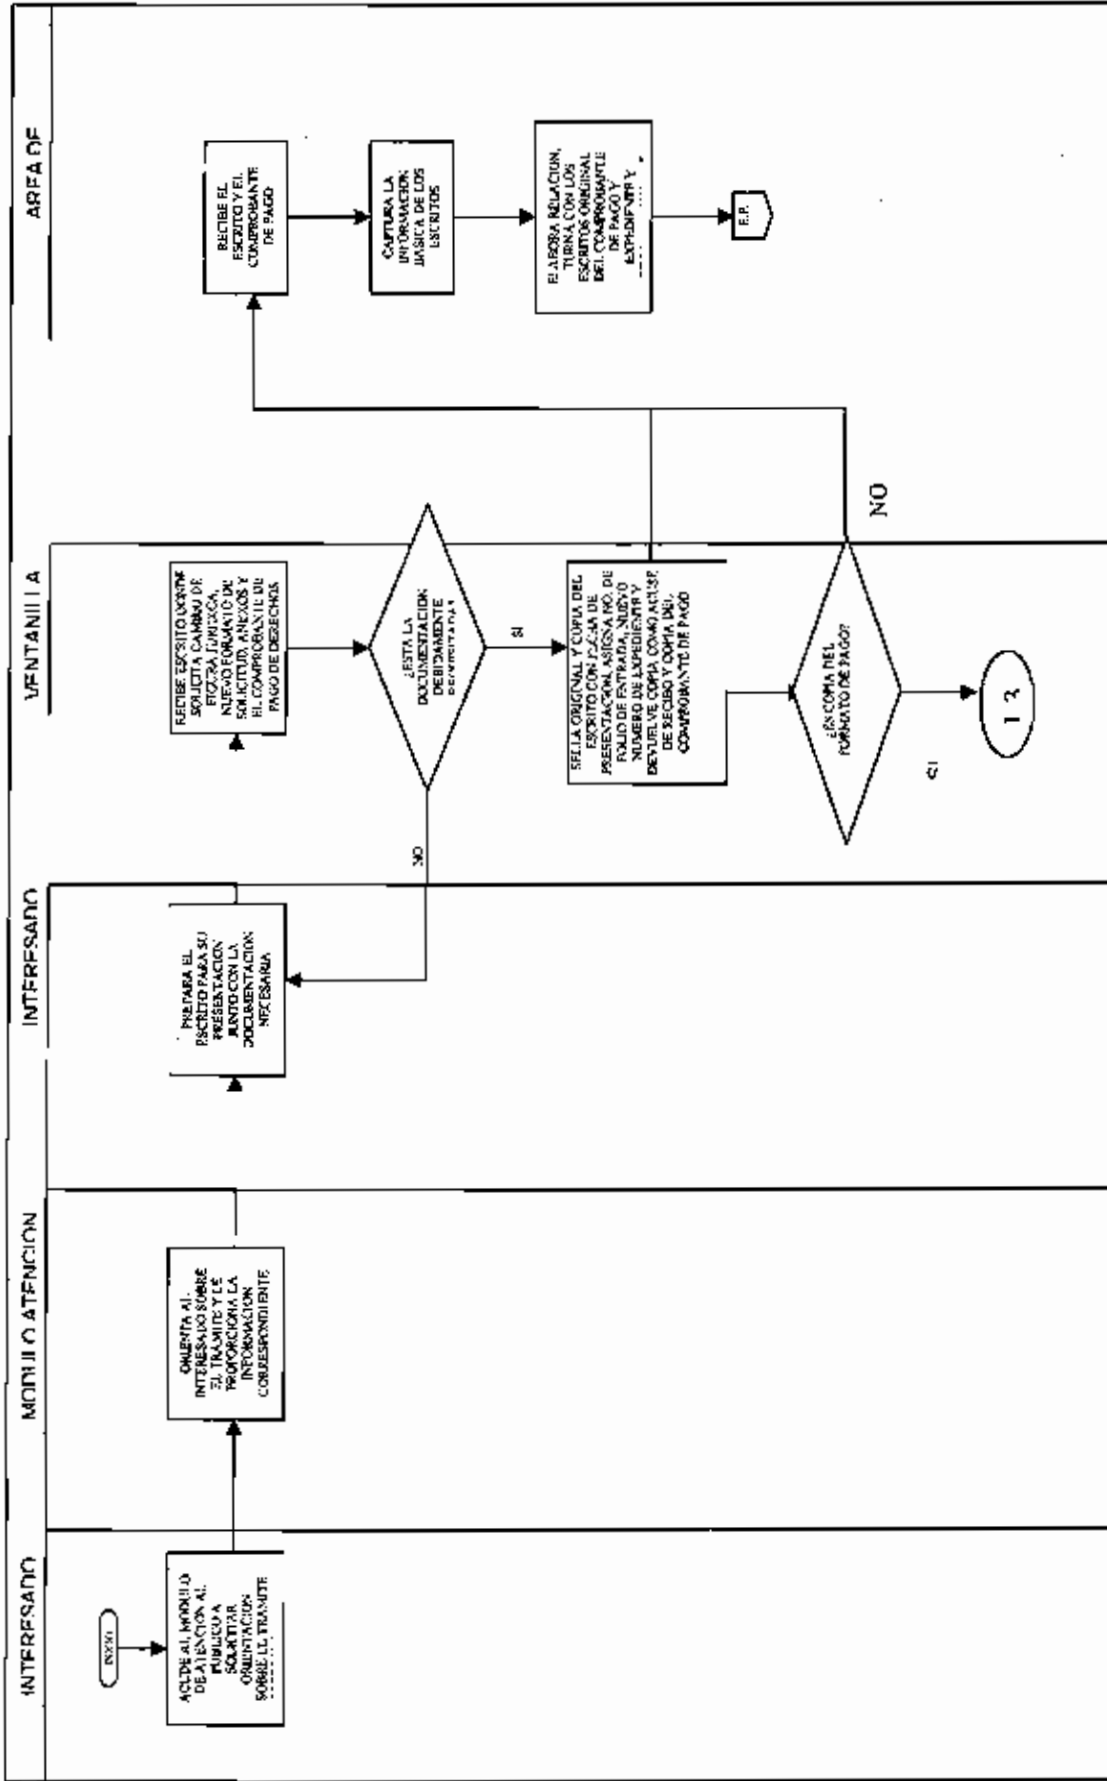 INTERESADO
MODULO ATENCION
INTERESADO
VENTANILLA
AREA DE
INICIO
ACUDE AL MODULO
DE ATENCION AL
PUBLICO A
SOLICITAR
ORIENTACION
SOBRE EL TRAMITE
ORIENTA AL
INTERESADO SOBRE
EL TRAMITE Y LE
PROPORCIONA LA
INFORMACION
CORRESPONDIENTE
PREPARA EL
ESCRITO PARA SU
PRESENTACION
JUNTO CON LA
DOCUMENTACION
NECESARIA
RECIBE ESCRITO DONDE
SOLICITA CAMBIO DE
FIGURA JURIDICA,
NUEVO FORMATO DE
SOLICITUD, ANEXOS Y
EL COMPROBANTE DE
PAGO DE DERECHOS
¿ESTA LA
DOCUMENTACION
DEBIDAMENTE
NO
SI
SELLA ORIGINAL Y COPIA DEL
ESCRITO CON FECHA DE
PRESENTACION, ASIGNA NO. DE
FOLIO DE ENTRADA, NUEVO
NUMERO DE EXPEDIENTE Y
DEVUELVE COPIA COMO ACUSE
DE RECIBO Y COPIA DEL
COMPROBANTE DE PAGO
¿ES COPIA DEL
FORMATO DE PAGO?
NO
SI
1 3
RECIBE EL
ESCRITO Y EL
COMPROBANTE
DE PAGO
CAPTURA LA
INFORMACION
BASICA DE LOS
ESCRITOS
ELABORA RELACION,
TURNA CON LOS
ESCRITOS ORIGINAL
DEL COMPROBANTE
DE PAGO Y
EXPEDIENTE Y
E.P.